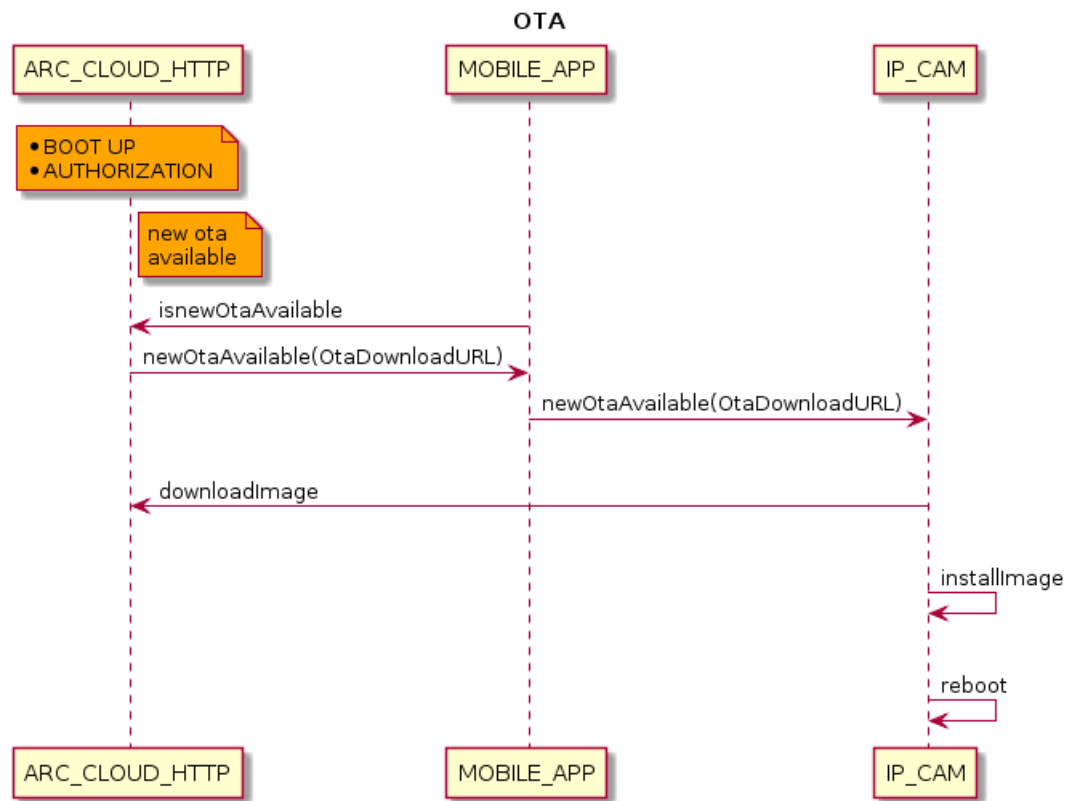 OTA
ARC_CLOUD_HTTP
MOBILE_APP
IP_CAM
• BOOT UP
• AUTHORIZATION
new ota
available
isnewOtaAvailable
newOtaAvailable(OtaDownloadURL)
newOtaAvailable(OtaDownloadURL)
downloadImage
installImage
reboot
ARC_CLOUD_HTTP
MOBILE_APP
IP_CAM